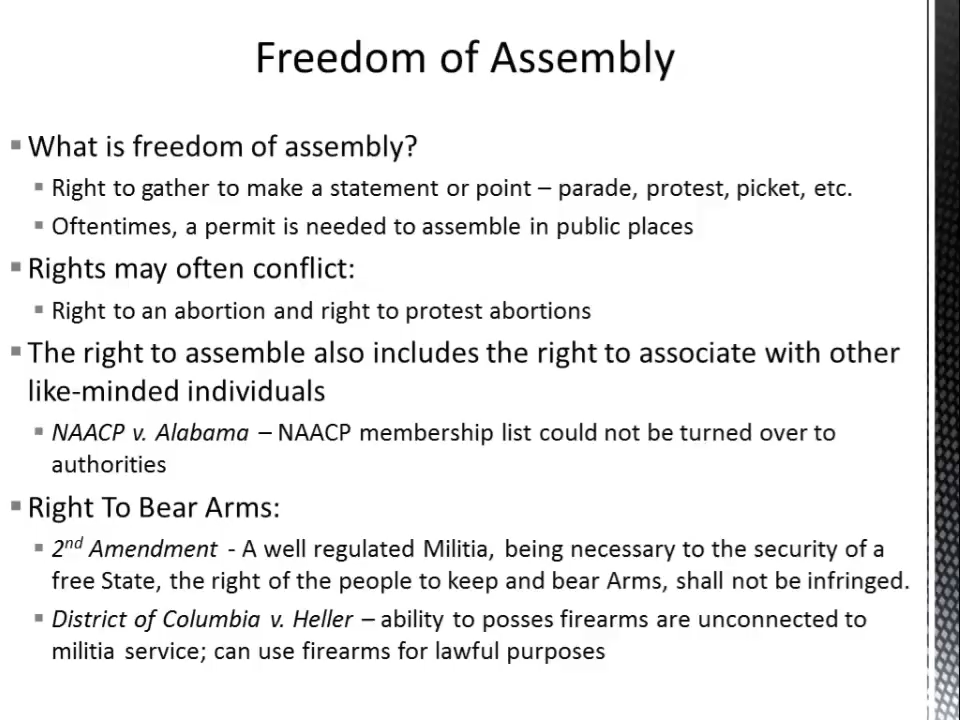 Freedom of Assembly
What is freedom of assembly?
Right to gather to make a statement or point – parade, protest, picket, etc.
Oftentimes, a permit is needed to assemble in public places
Rights may often conflict:
Right to an abortion and right to protest abortions
The right to assemble also includes the right to associate with other
like-minded individuals
NAACP v. Alabama – NAACP membership list could not be turned over to
authorities
Right To Bear Arms:
2nd Amendment - A well regulated Militia, being necessary to the security of a
free State, the right of the people to keep and bear Arms, shall not be infringed.
District of Columbia v. Heller – ability to posses firearms are unconnected to
militia service; can use firearms for lawful purposes